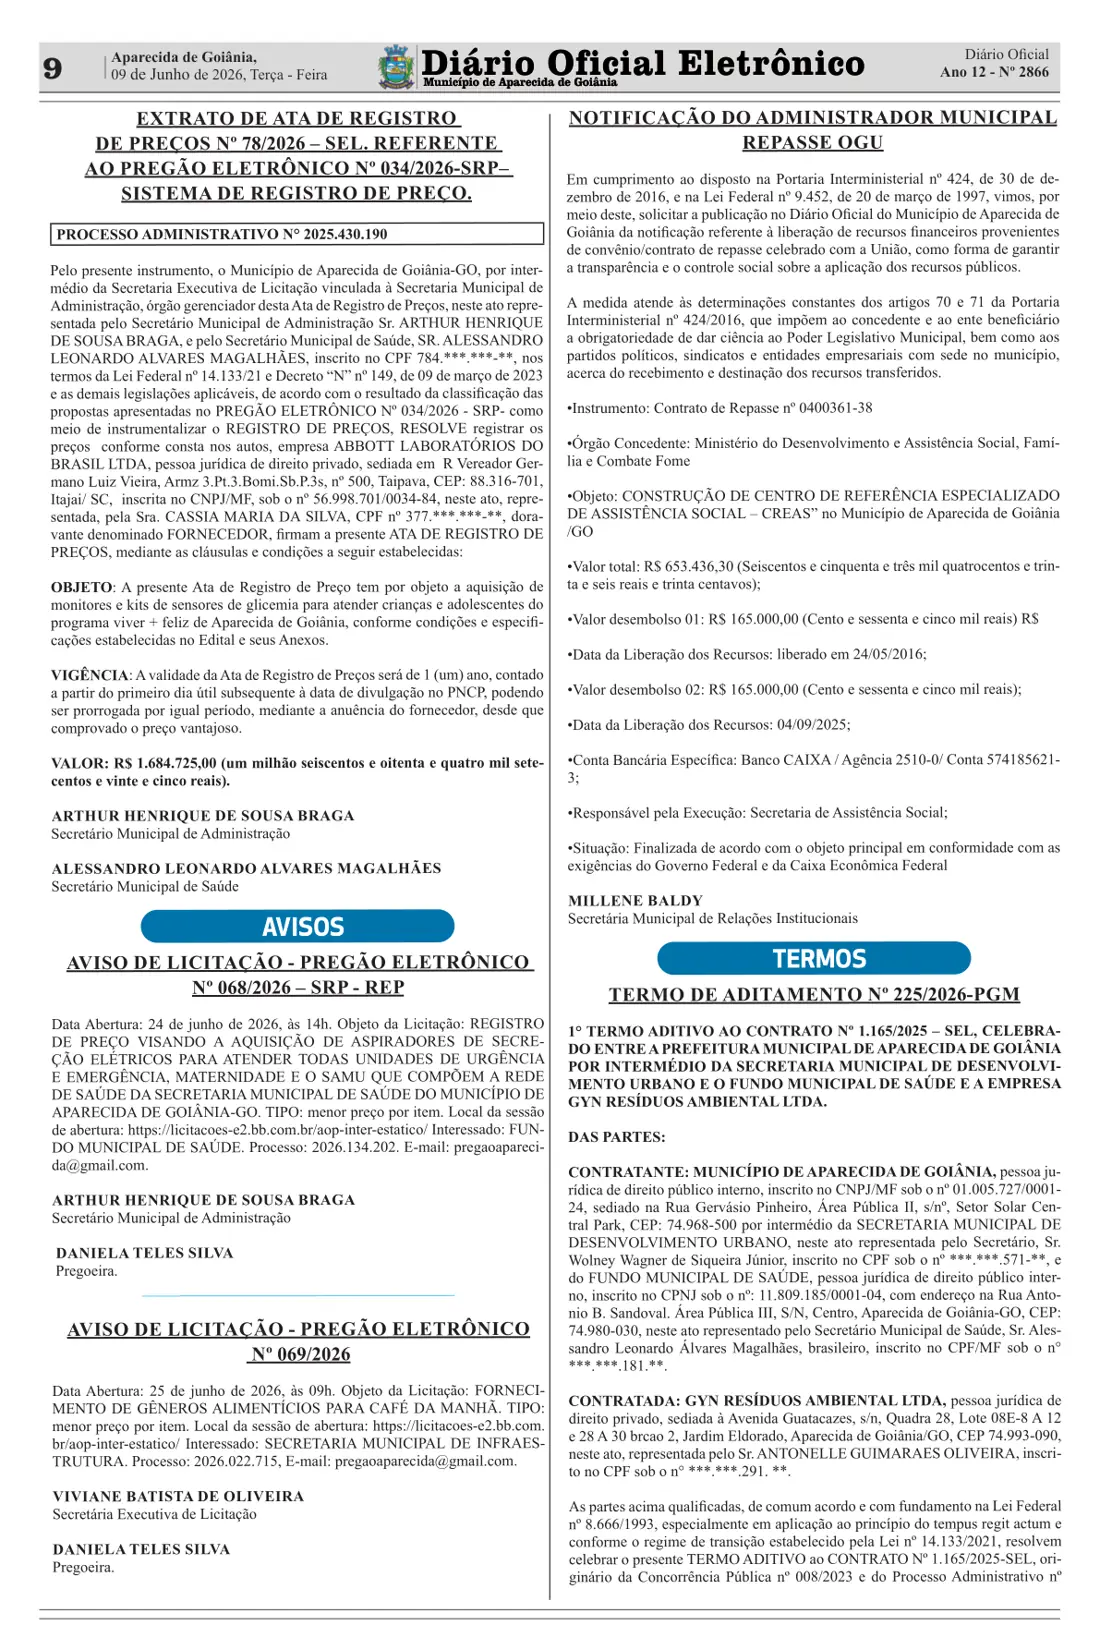 9
Aparecida de Goiânia,
09 de Junho de 2026, Terça - Feira
Diário Oficial Eletrônico
Município de Aparecida de Goiânia
Diário Oficial
Ano 12 - Nº 2866
EXTRATO DE ATA DE REGISTRO
DE PREÇOS Nº 78/2026 – SEL. REFERENTE
AO PREGÃO ELETRÔNICO Nº 034/2026-SRP–
SISTEMA DE REGISTRO DE PREÇO.
PROCESSO ADMINISTRATIVO N° 2025.430.190
Pelo presente instrumento, o Município de Aparecida de Goiânia-GO, por inter-
médio da Secretaria Executiva de Licitação vinculada à Secretaria Municipal de
Administração, órgão gerenciador desta Ata de Registro de Preços, neste ato repre-
sentada pelo Secretário Municipal de Administração Sr. ARTHUR HENRIQUE
DE SOUSA BRAGA, e pelo Secretário Municipal de Saúde, SR. ALESSANDRO
LEONARDO ALVARES MAGALHÃES, inscrito no CPF 784.***.***-**, nos
termos da Lei Federal nº 14.133/21 e Decreto “N” nº 149, de 09 de março de 2023
e as demais legislações aplicáveis, de acordo com o resultado da classificação das
propostas apresentadas no PREGÃO ELETRÔNICO Nº 034/2026 - SRP- como
meio de instrumentalizar o REGISTRO DE PREÇOS, RESOLVE registrar os
preços conforme consta nos autos, empresa ABBOTT LABORATÓRIOS DO
BRASIL LTDA, pessoa jurídica de direito privado, sediada em R Vereador Ger-
mano Luiz Vieira, Armz 3.Pt.3.Bomi.Sb.P.3s, nº 500, Taipava, CEP: 88.316-701,
Itajai/ SC, inscrita no CNPJ/MF, sob o nº 56.998.701/0034-84, neste ato, repre-
sentada, pela Sra. CASSIA MARIA DA SILVA, CPF nº 377.***.***-**, dora-
vante denominado FORNECEDOR, firmam a presente ATA DE REGISTRO DE
PREÇOS, mediante as cláusulas e condições a seguir estabelecidas:
OBJETO: A presente Ata de Registro de Preço tem por objeto a aquisição de
monitores e kits de sensores de glicemia para atender crianças e adolescentes do
programa viver + feliz de Aparecida de Goiânia, conforme condições e especifi-
cações estabelecidas no Edital e seus Anexos.
VIGÊNCIA: A validade da Ata de Registro de Preços será de 1 (um) ano, contado
a partir do primeiro dia útil subsequente à data de divulgação no PNCP, podendo
ser prorrogada por igual período, mediante a anuência do fornecedor, desde que
comprovado o preço vantajoso.
VALOR: R$ 1.684.725,00 (um milhão seiscentos e oitenta e quatro mil sete-
centos e vinte e cinco reais).
ARTHUR HENRIQUE DE SOUSA BRAGA
Secretário Municipal de Administração
ALESSANDRO LEONARDO ALVARES MAGALHÃES
Secretário Municipal de Saúde
AVISOS
AVISO DE LICITAÇÃO - PREGÃO ELETRÔNICO
Nº 068/2026 – SRP - REP
Data Abertura: 24 de junho de 2026, às 14h. Objeto da Licitação: REGISTRO
DE PREÇO VISANDO A AQUISIÇÃO DE ASPIRADORES DE SECRE-
ÇÃO ELÉTRICOS PARA ATENDER TODAS UNIDADES DE URGÊNCIA
E EMERGÊNCIA, MATERNIDADE E O SAMU QUE COMPÕEM A REDE
DE SAÚDE DA SECRETARIA MUNICIPAL DE SAÚDE DO MUNICÍPIO DE
APARECIDA DE GOIÂNIA-GO. TIPO: menor preço por item. Local da sessão
de abertura: https://licitacoes-e2.bb.com.br/aop-inter-estatico/ Interessado: FUN-
DO MUNICIPAL DE SAÚDE. Processo: 2026.134.202. E-mail: pregaoapareci-
da@gmail.com.
ARTHUR HENRIQUE DE SOUSA BRAGA
Secretário Municipal de Administração
DANIELA TELES SILVA
Pregoeira.
AVISO DE LICITAÇÃO - PREGÃO ELETRÔNICO
Nº 069/2026
Data Abertura: 25 de junho de 2026, às 09h. Objeto da Licitação: FORNECI-
MENTO DE GÊNEROS ALIMENTÍCIOS PARA CAFÉ DA MANHÃ. TIPO:
menor preço por item. Local da sessão de abertura: https://licitacoes-e2.bb.com.
br/aop-inter-estatico/ Interessado: SECRETARIA MUNICIPAL DE INFRAES-
TRUTURA. Processo: 2026.022.715, E-mail: pregaoaparecida@gmail.com.
VIVIANE BATISTA DE OLIVEIRA
Secretária Executiva de Licitação
DANIELA TELES SILVA
Pregoeira.
NOTIFICAÇÃO DO ADMINISTRADOR MUNICIPAL
REPASSE OGU
Em cumprimento ao disposto na Portaria Interministerial nº 424, de 30 de de-
zembro de 2016, e na Lei Federal nº 9.452, de 20 de março de 1997, vimos, por
meio deste, solicitar a publicação no Diário Oficial do Município de Aparecida de
Goiânia da notificação referente à liberação de recursos financeiros provenientes
de convênio/contrato de repasse celebrado com a União, como forma de garantir
a transparência e o controle social sobre a aplicação dos recursos públicos.
A medida atende às determinações constantes dos artigos 70 e 71 da Portaria
Interministerial nº 424/2016, que impõem ao concedente e ao ente beneficiário
a obrigatoriedade de dar ciência ao Poder Legislativo Municipal, bem como aos
partidos políticos, sindicatos e entidades empresariais com sede no município,
acerca do recebimento e destinação dos recursos transferidos.
•Instrumento: Contrato de Repasse nº 0400361-38
•Órgão Concedente: Ministério do Desenvolvimento e Assistência Social, Famí-
lia e Combate Fome
•Objeto: CONSTRUÇÃO DE CENTRO DE REFERÊNCIA ESPECIALIZADO
DE ASSISTÊNCIA SOCIAL – CREAS” no Município de Aparecida de Goiânia
/GO
•Valor total: R$ 653.436,30 (Seiscentos e cinquenta e três mil quatrocentos e trin-
ta e seis reais e trinta centavos);
•Valor desembolso 01: R$ 165.000,00 (Cento e sessenta e cinco mil reais) R$
•Data da Liberação dos Recursos: liberado em 24/05/2016;
•Valor desembolso 02: R$ 165.000,00 (Cento e sessenta e cinco mil reais);
•Data da Liberação dos Recursos: 04/09/2025;
•Conta Bancária Específica: Banco CAIXA / Agência 2510-0/ Conta 574185621-
3;
•Responsável pela Execução: Secretaria de Assistência Social;
•Situação: Finalizada de acordo com o objeto principal em conformidade com as
exigências do Governo Federal e da Caixa Econômica Federal
MILLENE BALDY
Secretária Municipal de Relações Institucionais
TERMOS
TERMO DE ADITAMENTO Nº 225/2026-PGM
1° TERMO ADITIVO AO CONTRATO Nº 1.165/2025 – SEL, CELEBRA-
DO ENTRE A PREFEITURA MUNICIPAL DE APARECIDA DE GOIÂNIA
POR INTERMÉDIO DA SECRETARIA MUNICIPAL DE DESENVOLVI-
MENTO URBANO E O FUNDO MUNICIPAL DE SAÚDE E A EMPRESA
GYN RESÍDUOS AMBIENTAL LTDA.
DAS PARTES:
CONTRATANTE: MUNICÍPIO DE APARECIDA DE GOIÂNIA, pessoa ju-
rídica de direito público interno, inscrito no CNPJ/MF sob o nº 01.005.727/0001-
24, sediado na Rua Gervásio Pinheiro, Área Pública II, s/nº, Setor Solar Cen-
tral Park, CEP: 74.968-500 por intermédio da SECRETARIA MUNICIPAL DE
DESENVOLVIMENTO URBANO, neste ato representada pelo Secretário, Sr.
Wolney Wagner de Siqueira Júnior, inscrito no CPF sob o nº ***.***.571-**, e
do FUNDO MUNICIPAL DE SAÚDE, pessoa jurídica de direito público inter-
no, inscrito no CPNJ sob o nº: 11.809.185/0001-04, com endereço na Rua Anto-
nio B. Sandoval. Área Pública III, S/N, Centro, Aparecida de Goiânia-GO, CEP:
74.980-030, neste ato representado pelo Secretário Municipal de Saúde, Sr. Ales-
sandro Leonardo Álvares Magalhães, brasileiro, inscrito no CPF/MF sob o n°
***.***.181.**.
CONTRATADA: GYN RESÍDUOS AMBIENTAL LTDA, pessoa jurídica de
direito privado, sediada à Avenida Guatacazes, s/n, Quadra 28, Lote 08E-8 A 12
e 28 A 30 brcao 2, Jardim Eldorado, Aparecida de Goiânia/GO, CEP 74.993-090,
neste ato, representada pelo Sr. ANTONELLE GUIMARAES OLIVEIRA, inscri-
to no CPF sob o n° ***.***.291. **.
As partes acima qualificadas, de comum acordo e com fundamento na Lei Federal
nº 8.666/1993, especialmente em aplicação ao princípio do tempus regit actum e
conforme o regime de transição estabelecido pela Lei nº 14.133/2021, resolvem
celebrar o presente TERMO ADITIVO ao CONTRATO Nº 1.165/2025-SEL, ori-
ginário da Concorrência Pública nº 008/2023 e do Processo Administrativo nº